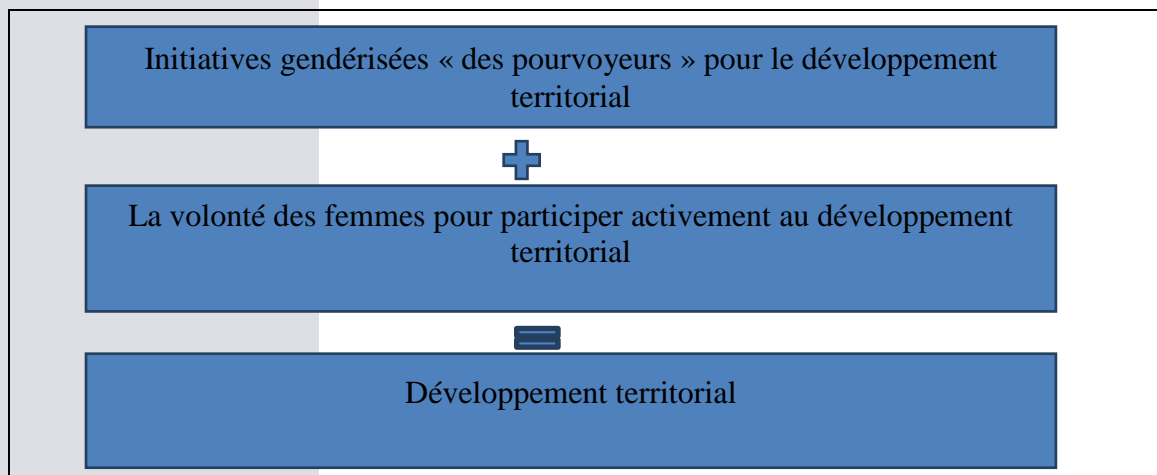 Initiatives gendérisées « des pourvoyeurs » pour le développement
territorial
La volonté des femmes pour participer activement au développement
territorial
Développement territorial